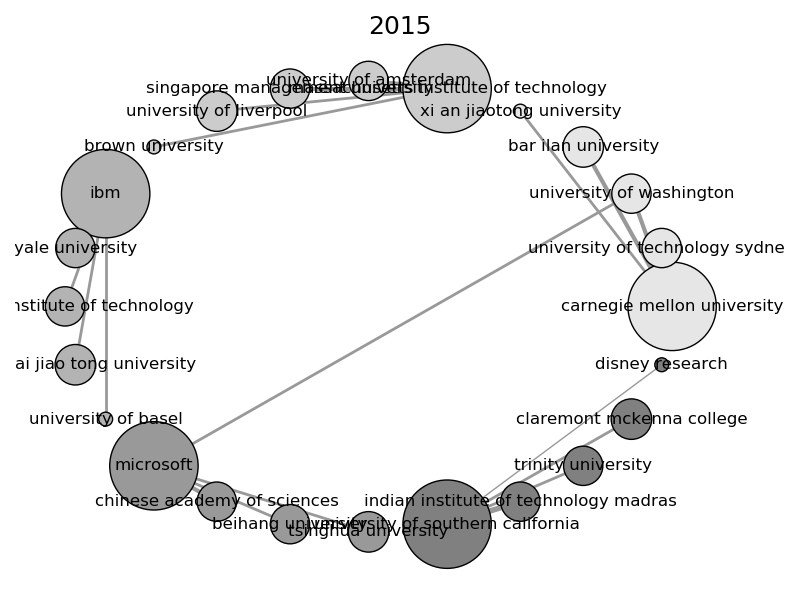 2015
university of amsterdam
singapore management university
massachusetts institute of technology
university of liverpool
xi an jiaotong university
brown university
bar ilan university
ibm
university of washington
yale university
university of technology sydne
nstitute of technology
carnegie mellon university
ai jiao tong university
disney research
university of basel
claremont mckenna college
microsoft
trinity university
chinese academy of sciences
indian institute of technology madras
beihang university
university of southern california
tsinghua university